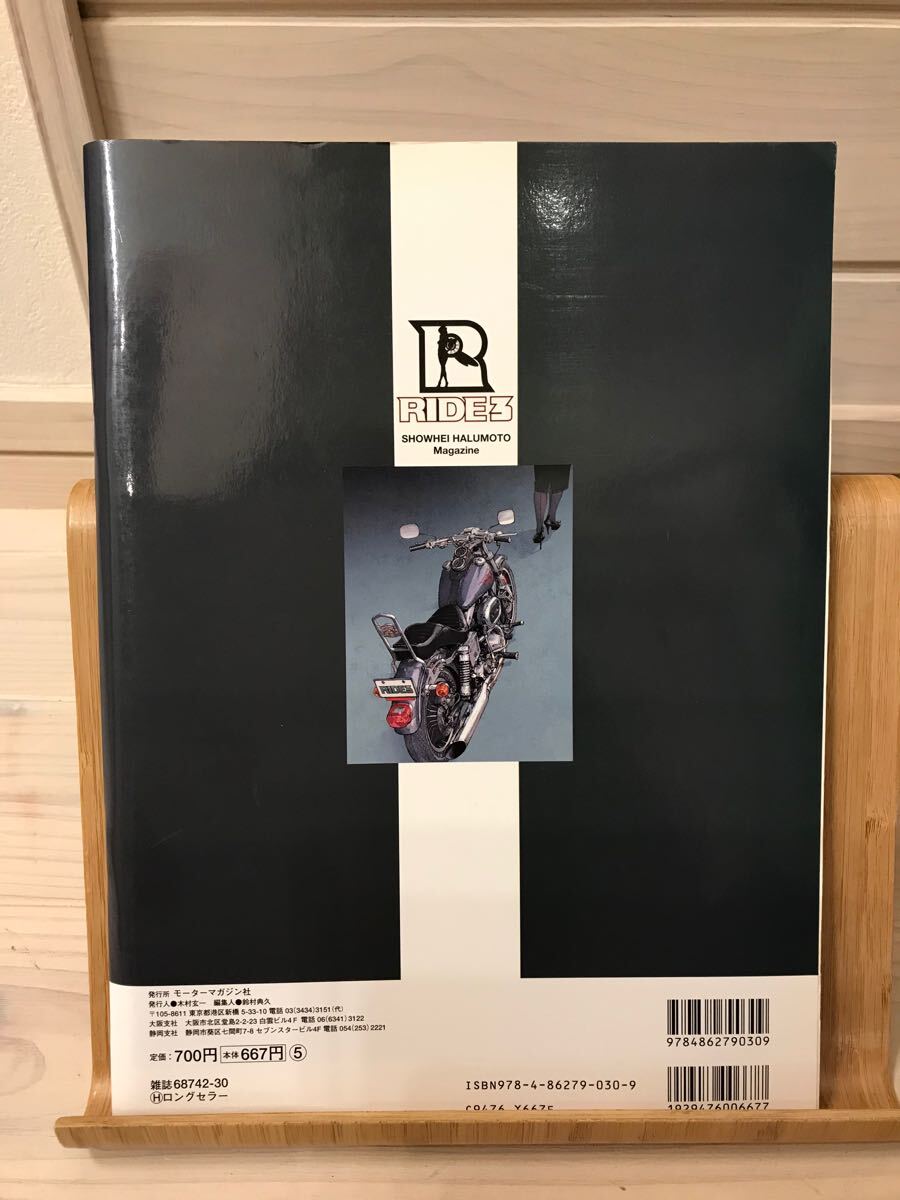 R
RIDE3
SHOWHEI HALUMOTO
Magazine
RIDE3
発行所 モーターマガジン社
発行人●木村玄一 編集人●鈴村典久
〒105-8611 東京都港区新橋 5-33-10 電話 03(3434)3151(代)
大阪支社 大阪市北区堂島2-2-23 白雲ビル4F 電話 06(6341)3122
静岡支社 静岡市葵区七間町7-8 セブンスタービル4F 電話 054(253)2221
定価：700円 本体 667円 ⑤
雑誌68742-30
Ⓗロングセラー
9784862790309
ISBN978-4-86279-030-9
C9476 ¥667E
1929476006677